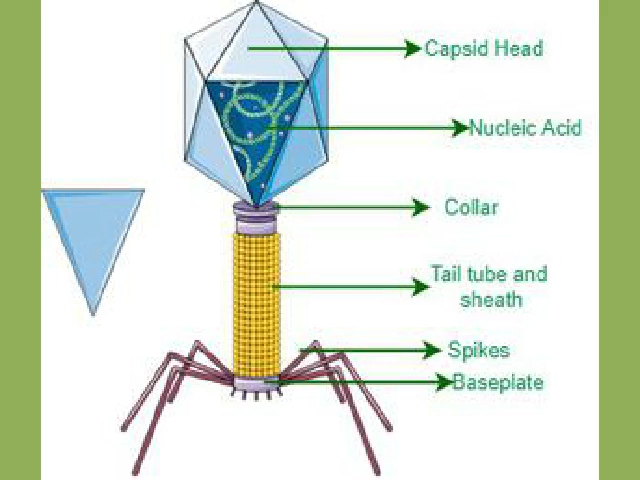 Capsid Head
Nucleic Acid
Collar
Tail tube and
sheath
Spikes
Baseplate